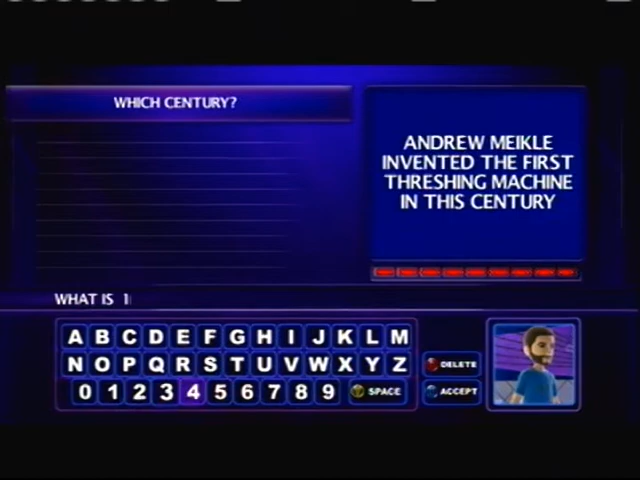 WHICH CENTURY?
ANDREW MEIKLE
INVENTED THE FIRST
THRESHING MACHINE
IN THIS CENTURY
WHAT IS 1
A B C D E F G H I J K L M
N O P Q R S T U V W X Y Z
0 1 2 3 4 5 6 7 8 9 SPACE
DELETE
ACCEPT